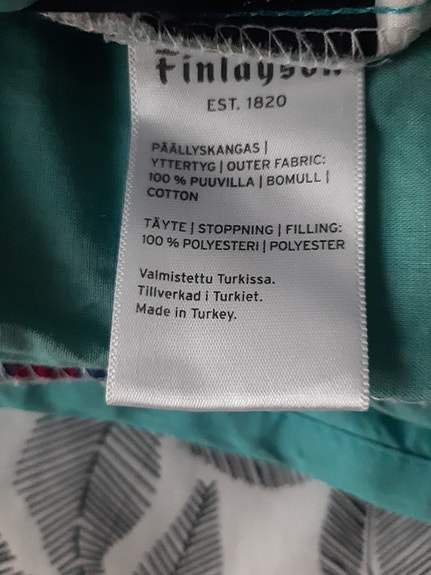 Finlayson
EST. 1820
PÄÄLLYSKANGAS |
YTTERTYG | OUTER FABRIC:
100 % PUUVILLA | BOMULL |
COTTON
TÄYTE | STOPPNING | FILLING:
100 % POLYESTERI | POLYESTER
Valmistettu Turkissa.
Tillverkad i Turkiet.
Made in Turkey.